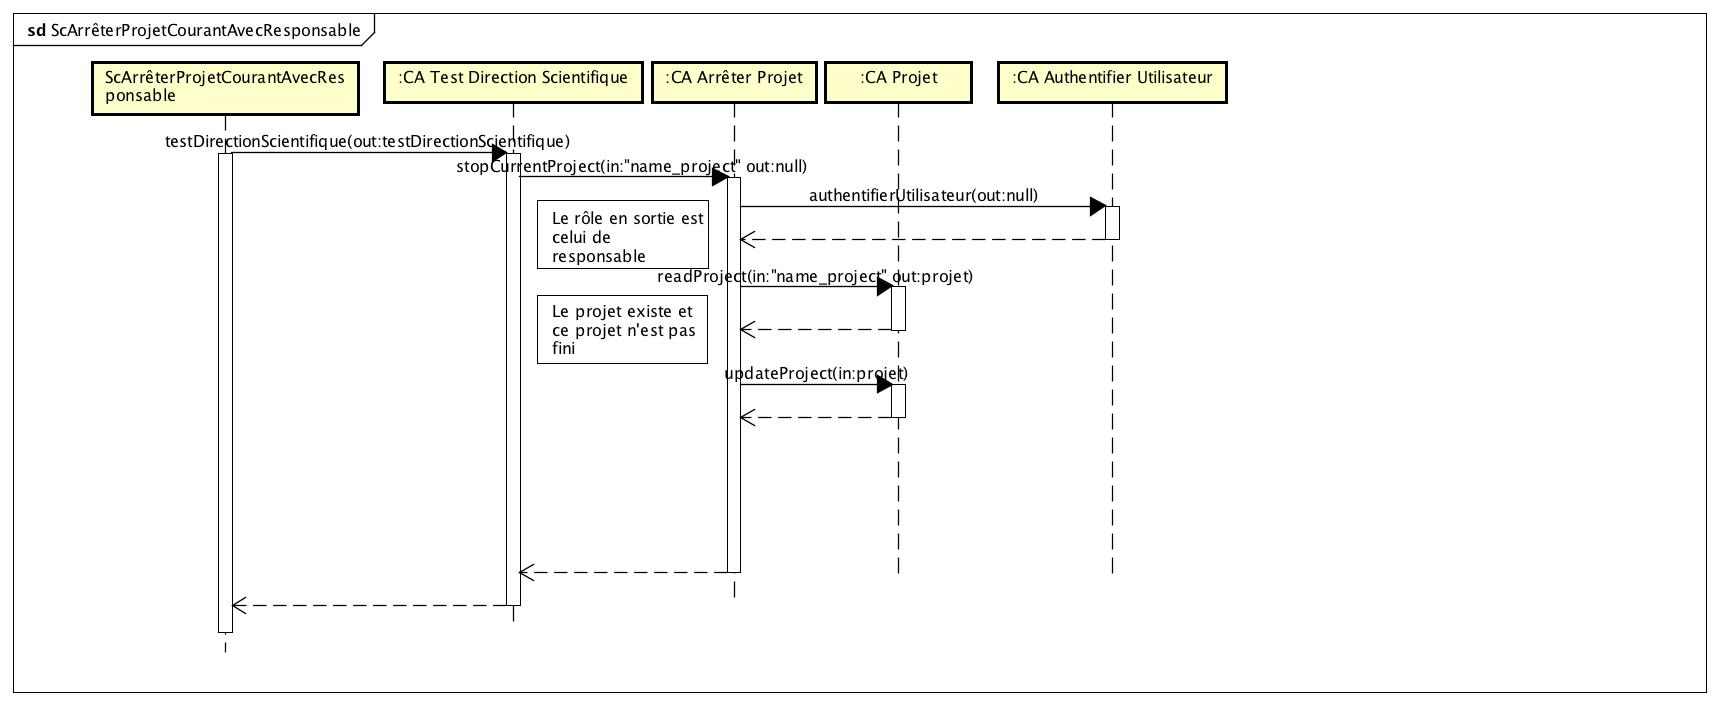 sd ScArrêterProjetCourantAvecResponsable
ScArrêterProjetCourantAvecRes
ponsable
:CA Test Direction Scientifique
:CA Arrêter Projet
:CA Projet
:CA Authentifier Utilisateur
testDirectionScientifique(out:testDirectionScientifique)
stopCurrentProject(in:"name_project" out:null)
authentifierUtilisateur(out:null)
Le rôle en sortie est
celui de
responsable
readProject(in:"name_project" out:projet)
Le projet existe et
ce projet n'est pas
fini
updateProject(in:projet)